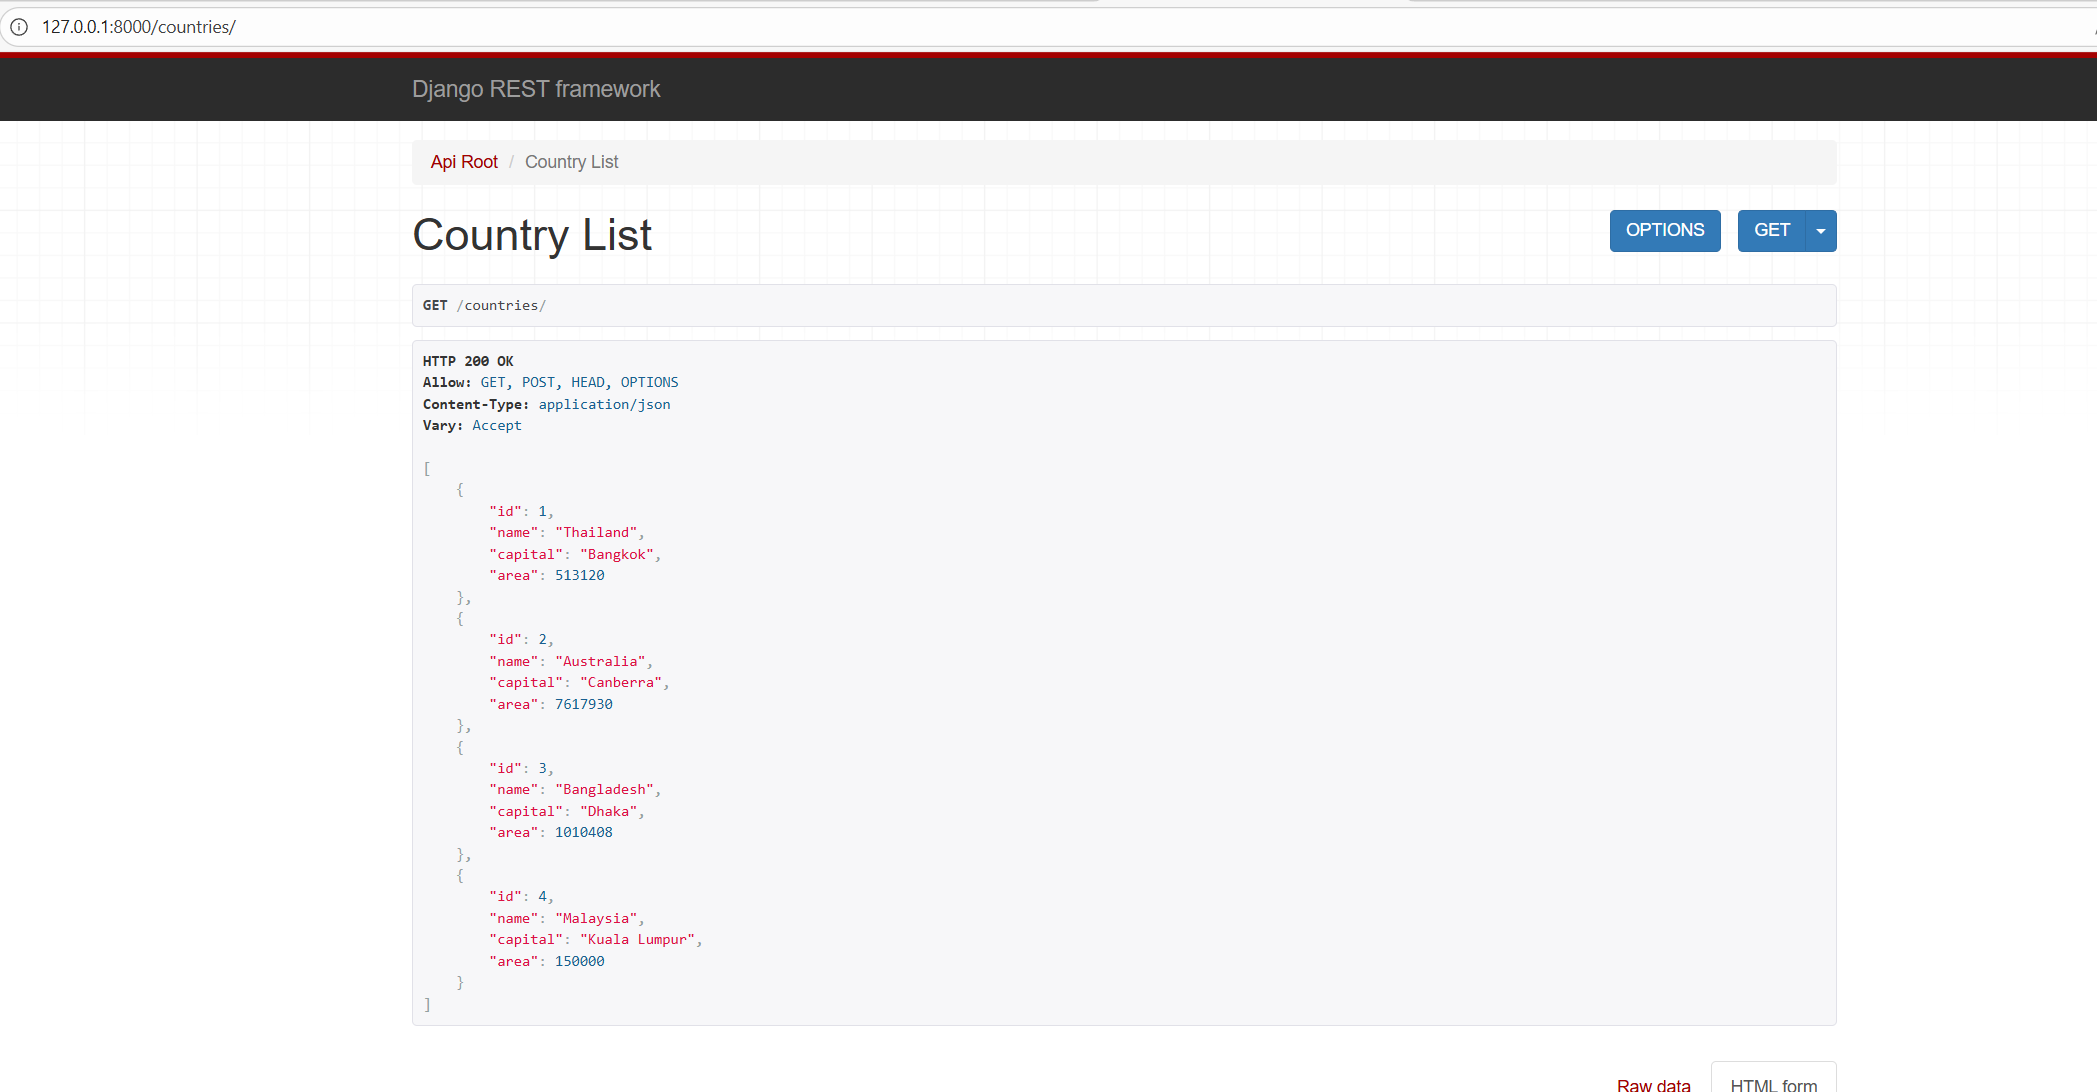 127.0.0.1:8000/countries/
Django REST framework
Api Root / Country List
Country List
OPTIONS GET
GET /countries/
HTTP 200 OK
Allow: GET, POST, HEAD, OPTIONS
Content-Type: application/json
Vary: Accept
[
{
"id": 1,
"name": "Thailand",
"capital": "Bangkok",
"area": 513120
},
{
"id": 2,
"name": "Australia",
"capital": "Canberra",
"area": 7617930
},
{
"id": 3,
"name": "Bangladesh",
"capital": "Dhaka",
"area": 1010408
},
{
"id": 4,
"name": "Malaysia",
"capital": "Kuala Lumpur",
"area": 150000
}
]
Raw data HTML form